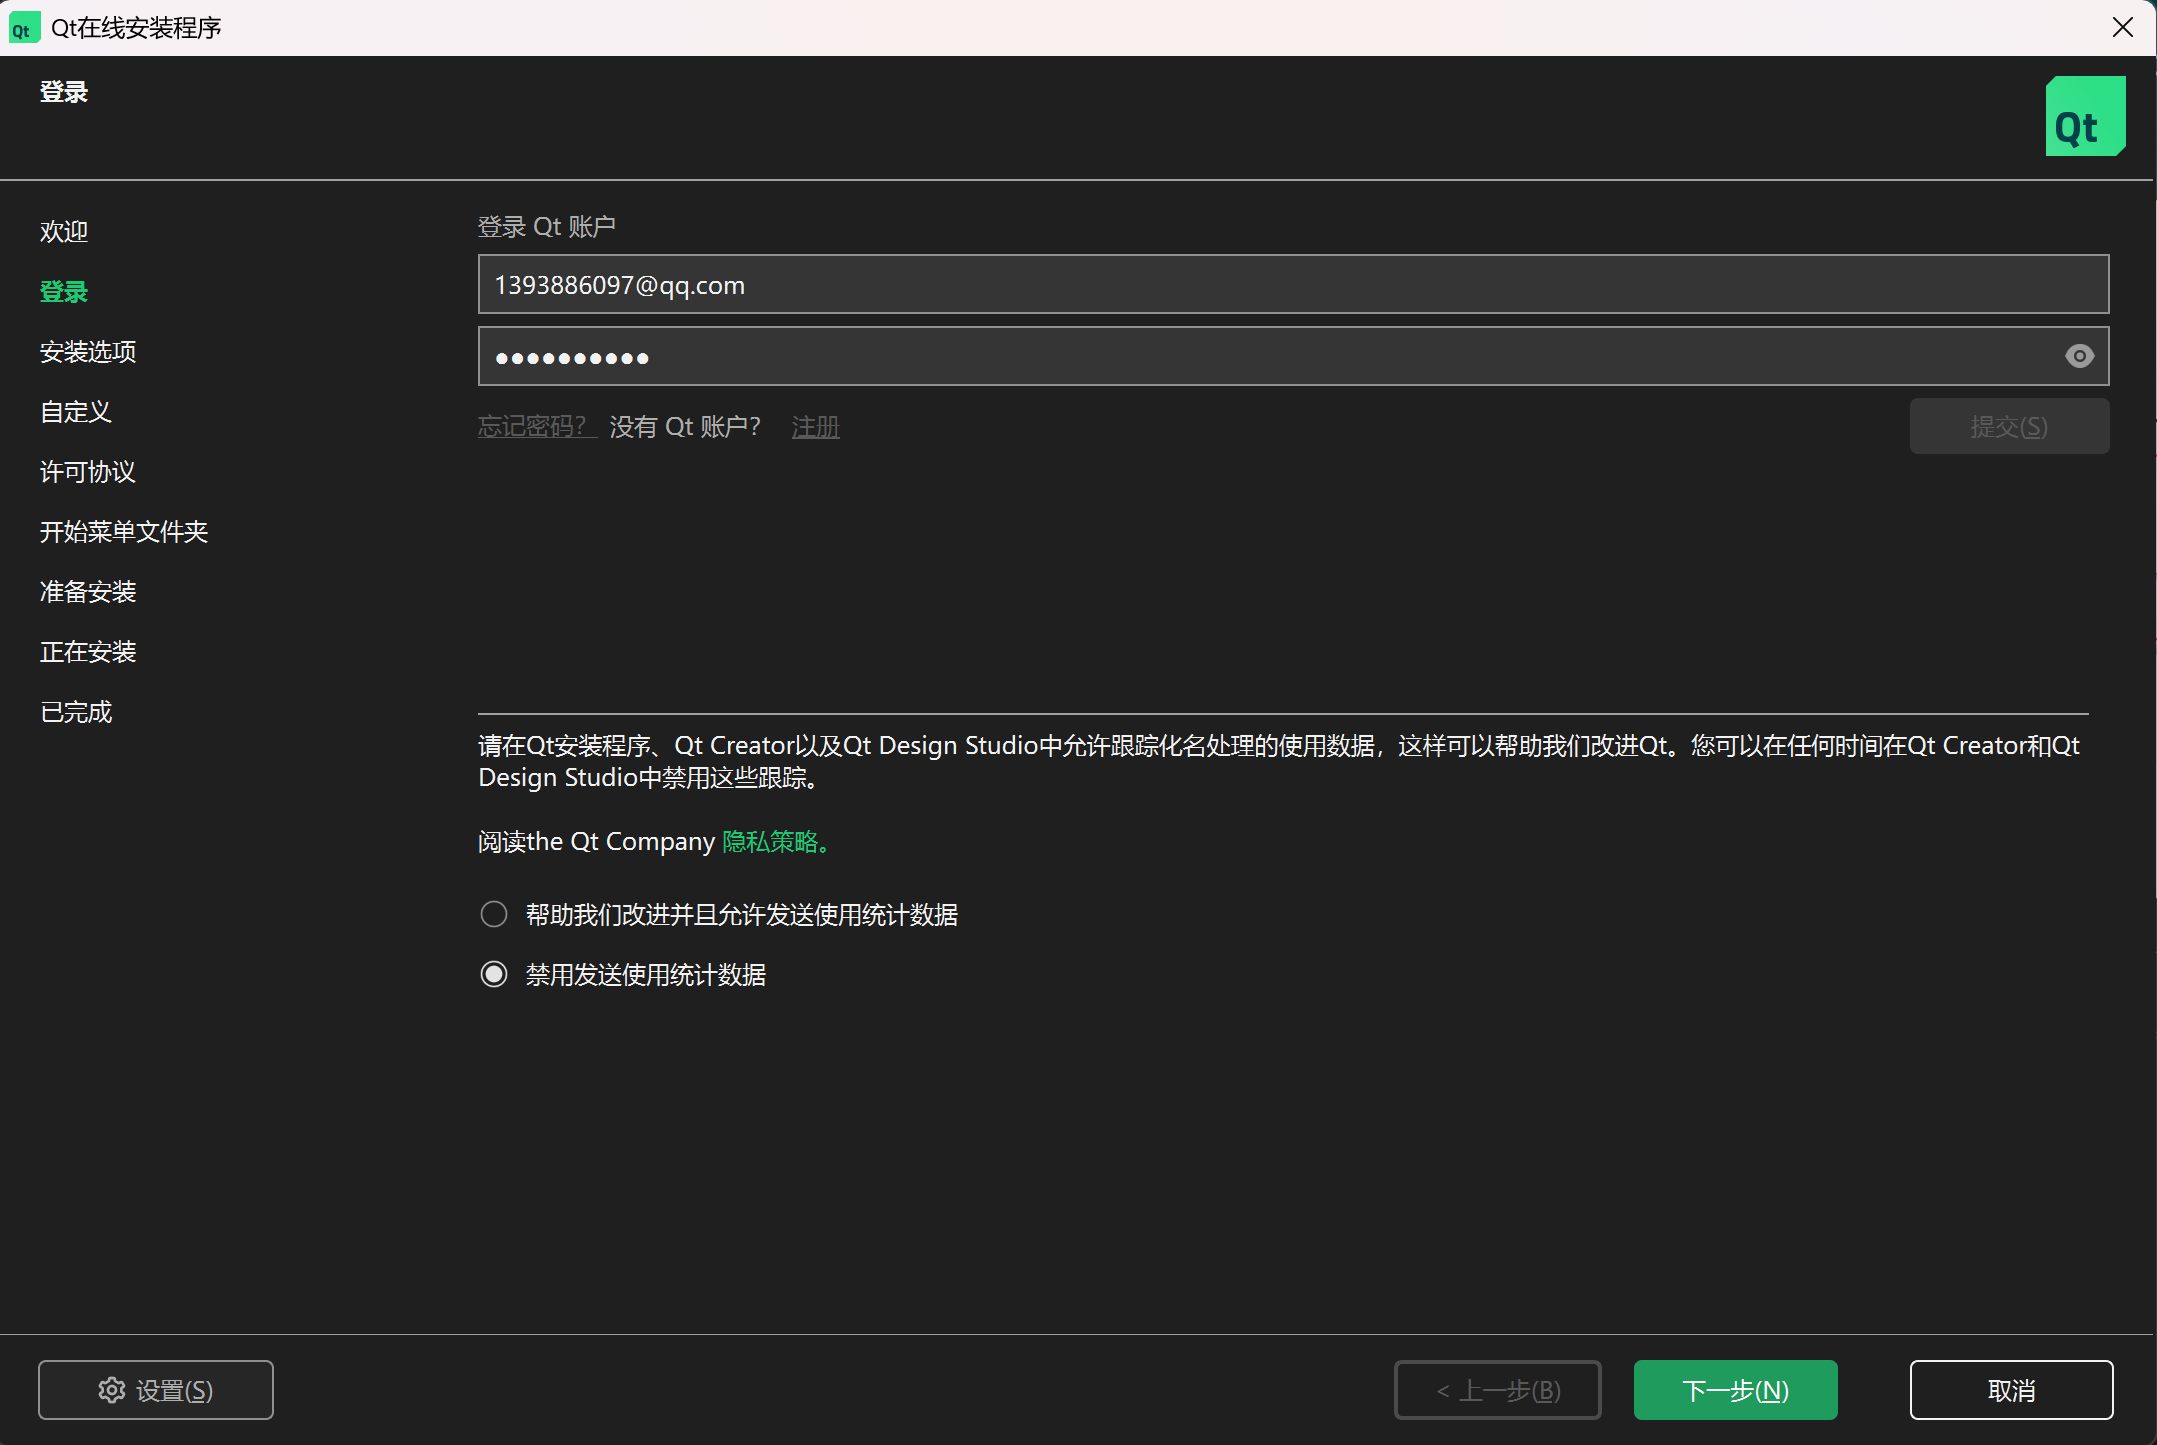 Qt在线安装程序
登录
Qt
欢迎
登录
安装选项
自定义
许可协议
开始菜单文件夹
准备安装
正在安装
已完成
登录 Qt 账户
1393886097@qq.com
●●●●●●●●●●
忘记密码？ 没有 Qt 账户？ 注册
提交(S)
请在Qt安装程序、Qt Creator以及Qt Design Studio中允许跟踪化名处理的使用数据，这样可以帮助我们改进Qt。您可以在任何时间在Qt Creator和Qt
Design Studio中禁用这些跟踪。
阅读the Qt Company 隐私策略。
帮助我们改进并且允许发送使用统计数据
禁用发送使用统计数据
设置(S)
< 上一步(B)
下一步(N)
取消